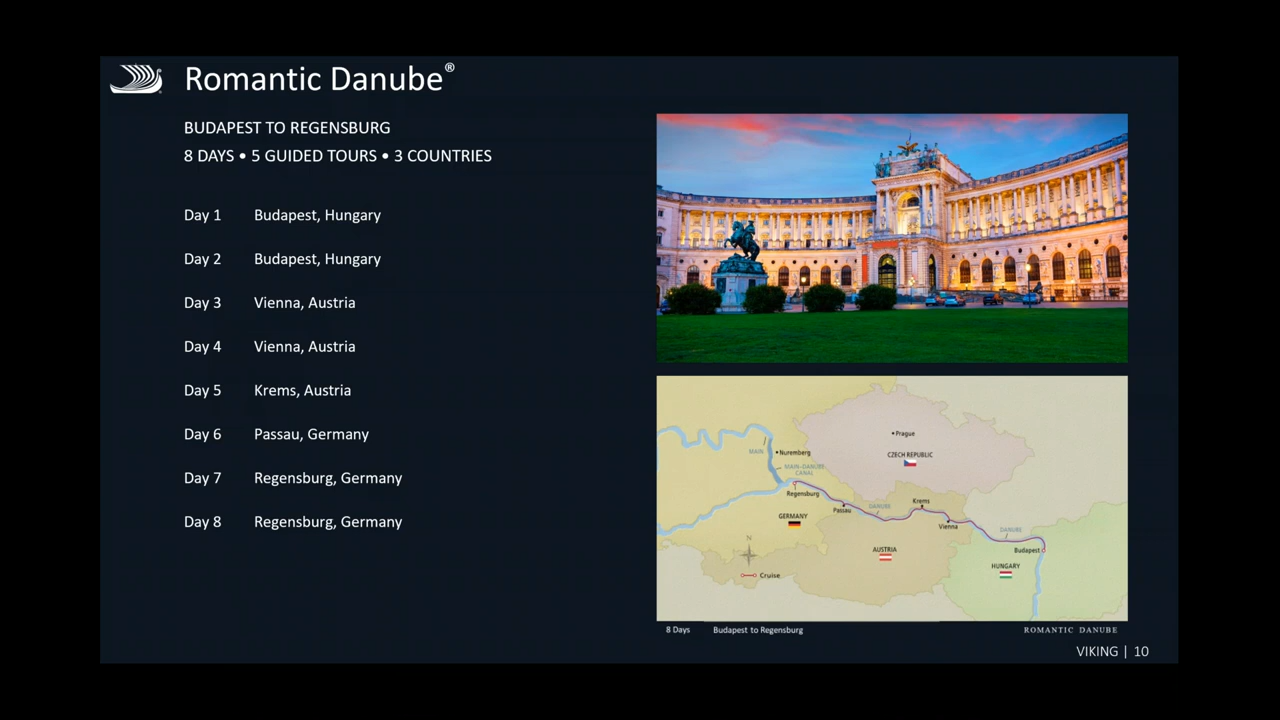 Romantic Danube®
BUDAPEST TO REGENSBURG
8 DAYS • 5 GUIDED TOURS • 3 COUNTRIES
Day 1 Budapest, Hungary
Day 2 Budapest, Hungary
Day 3 Vienna, Austria
Day 4 Vienna, Austria
Day 5 Krems, Austria
Day 6 Passau, Germany
Day 7 Regensburg, Germany
Day 8 Regensburg, Germany
Prague
MAIN
Nuremberg
CZECH REPUBLIC
MAIN-DANUBE
CANAL
Regensburg
Krems
Passau
DANUBE
GERMANY
Vienna
DANUBE
N
AUSTRIA
Budapest
HUNGARY
Cruise
8 Days Budapest to Regensburg ROMANTIC DANUBE
VIKING | 10